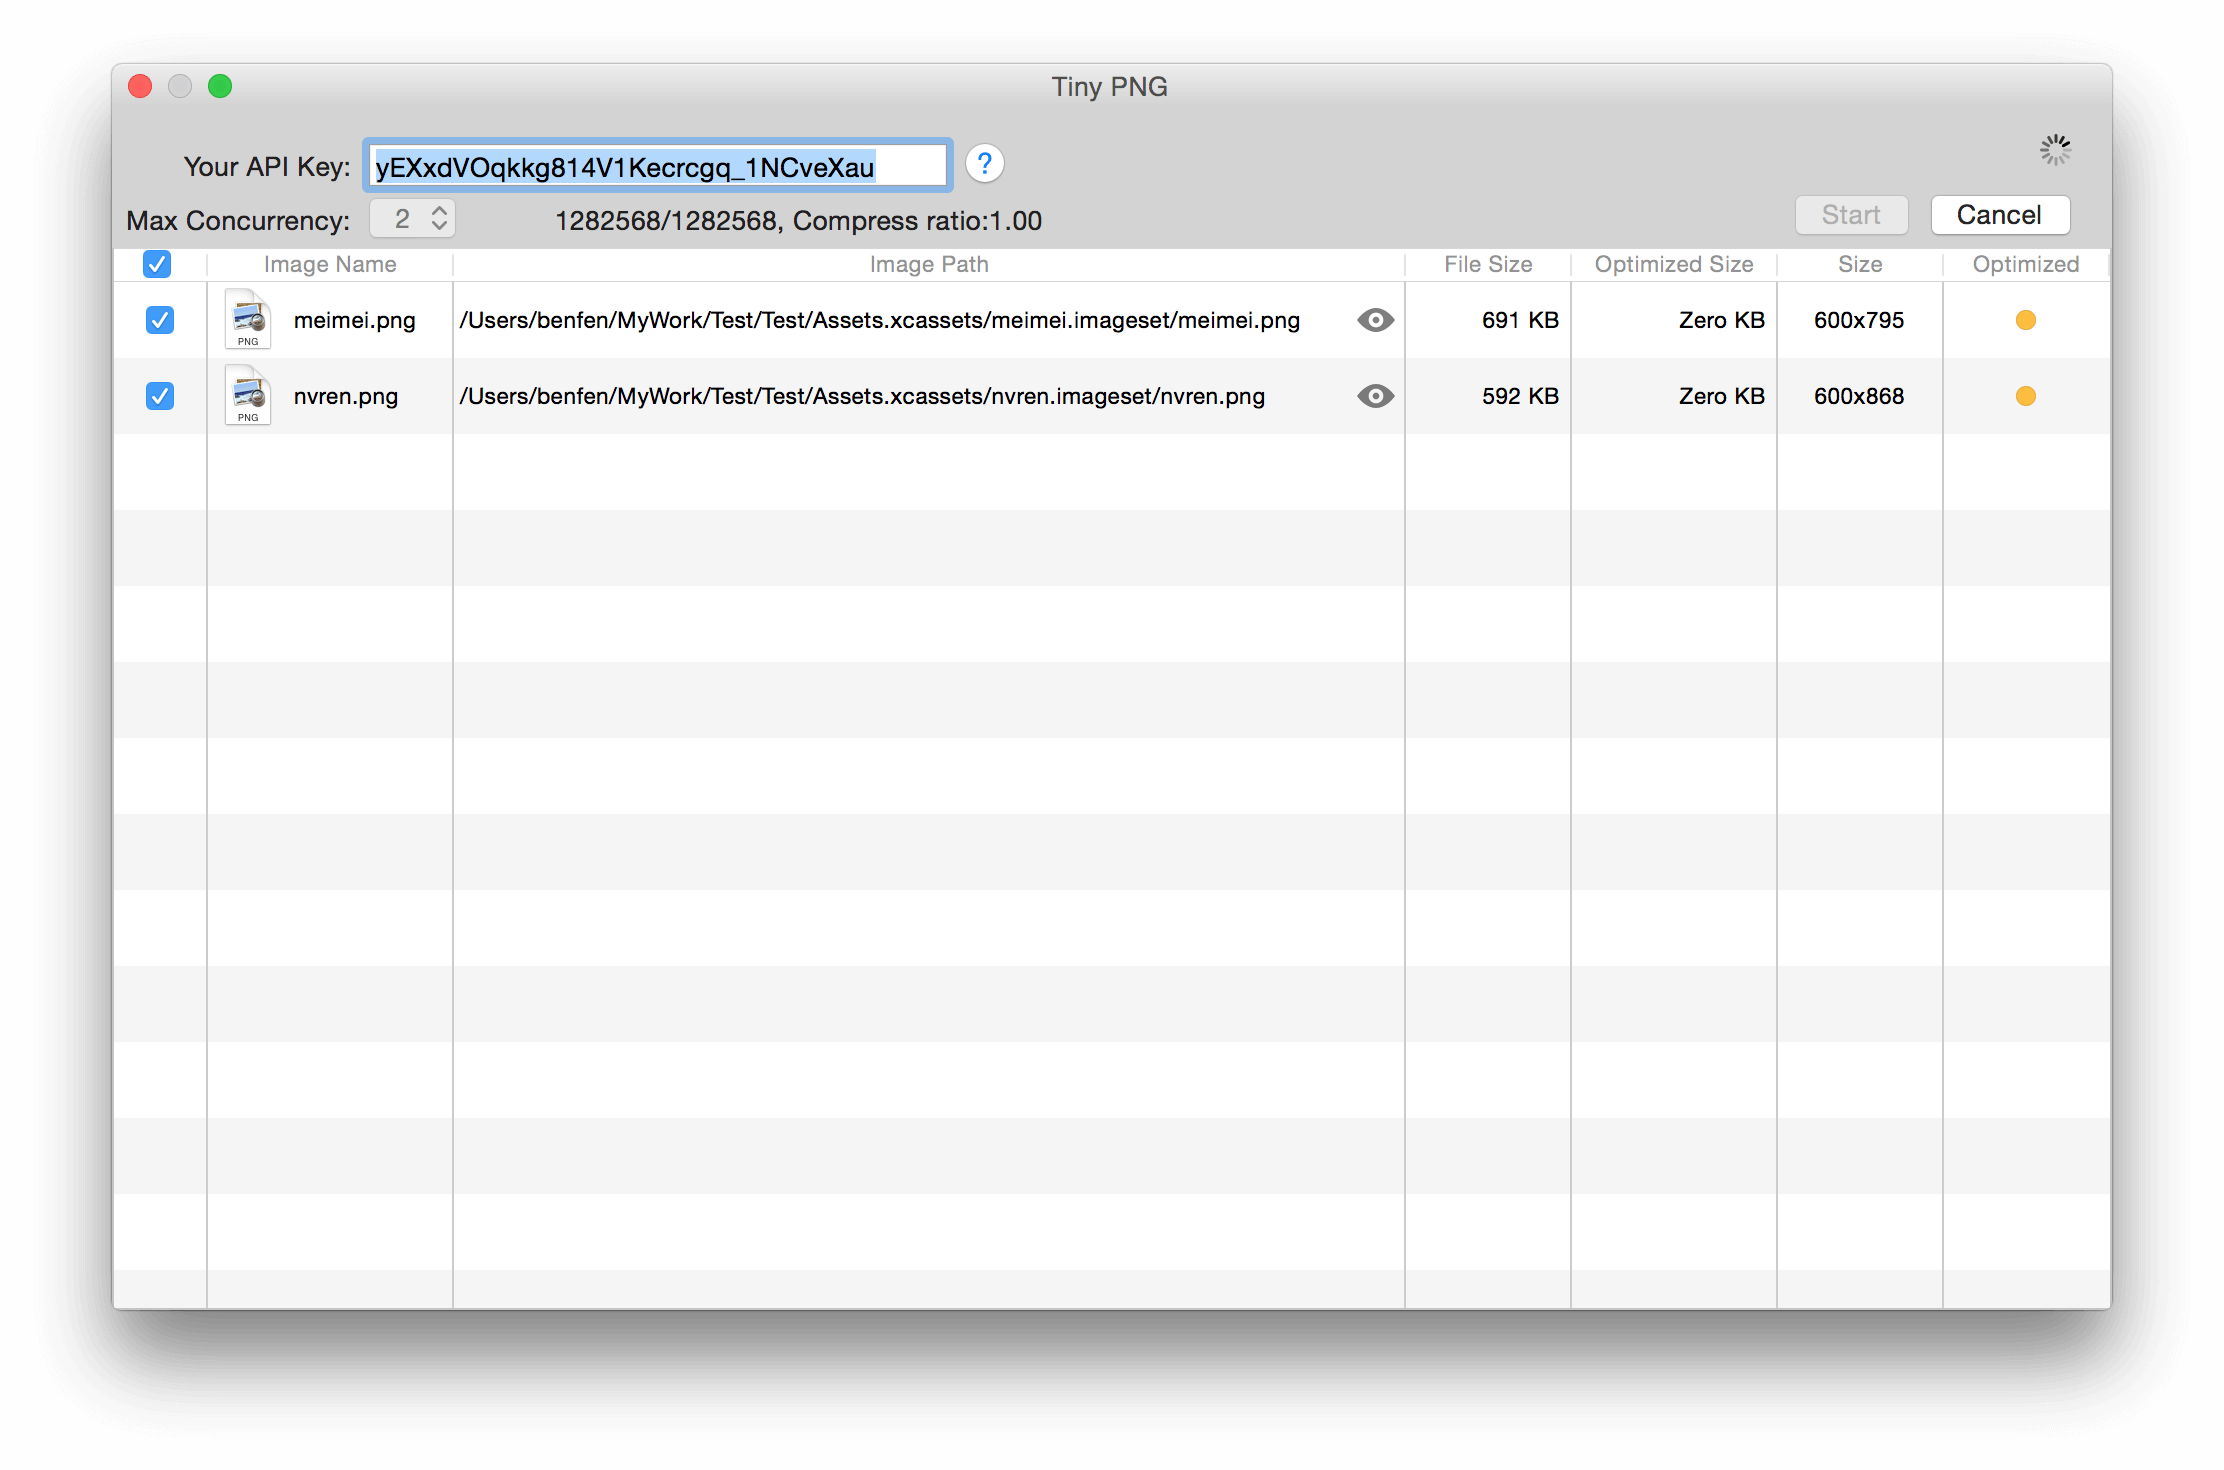 Tiny PNG
Your API Key: yEXxdVOqkkg814V1Kecrcgq_1NCveXau ?
Max Concurrency: 2 1282568/1282568, Compress ratio:1.00 Start Cancel
Image Name Image Path File Size Optimized Size Size Optimized
PNG meimei.png /Users/benfen/MyWork/Test/Test/Assets.xcassets/meimei.imageset/meimei.png 691 KB Zero KB 600x795
PNG nvren.png /Users/benfen/MyWork/Test/Test/Assets.xcassets/nvren.imageset/nvren.png 592 KB Zero KB 600x868